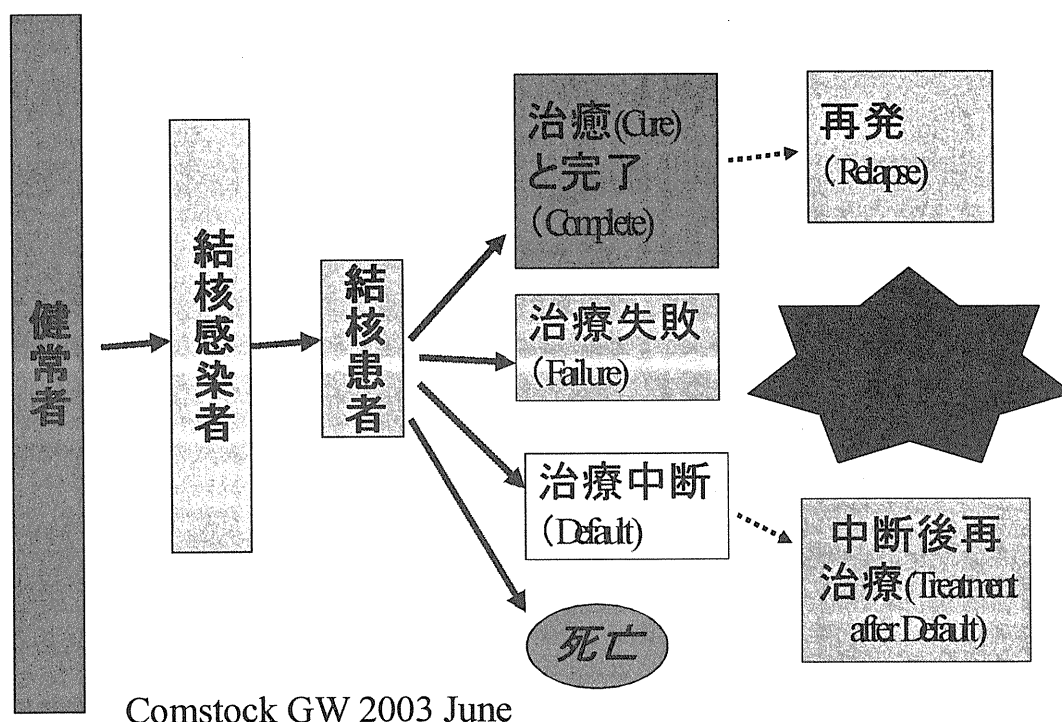 健常者
結核感染者
結核患者
治癒(Cure)
と完了
(Complete)
再発
(Relapse)
治療失敗
(Failure)
治療中断
(Default)
中断後再
治療(Treatment
after Default)
死亡
Comstock GW 2003 June